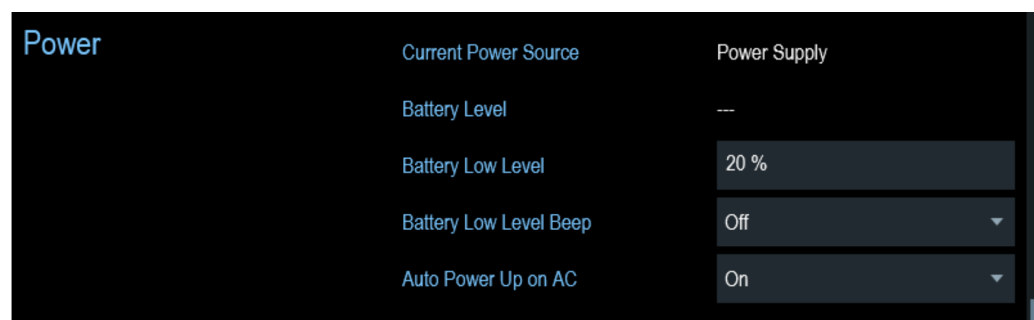 Power
Current Power Source Power Supply
Battery Level ---
Battery Low Level 20 %
Battery Low Level Beep Off
Auto Power Up on AC On